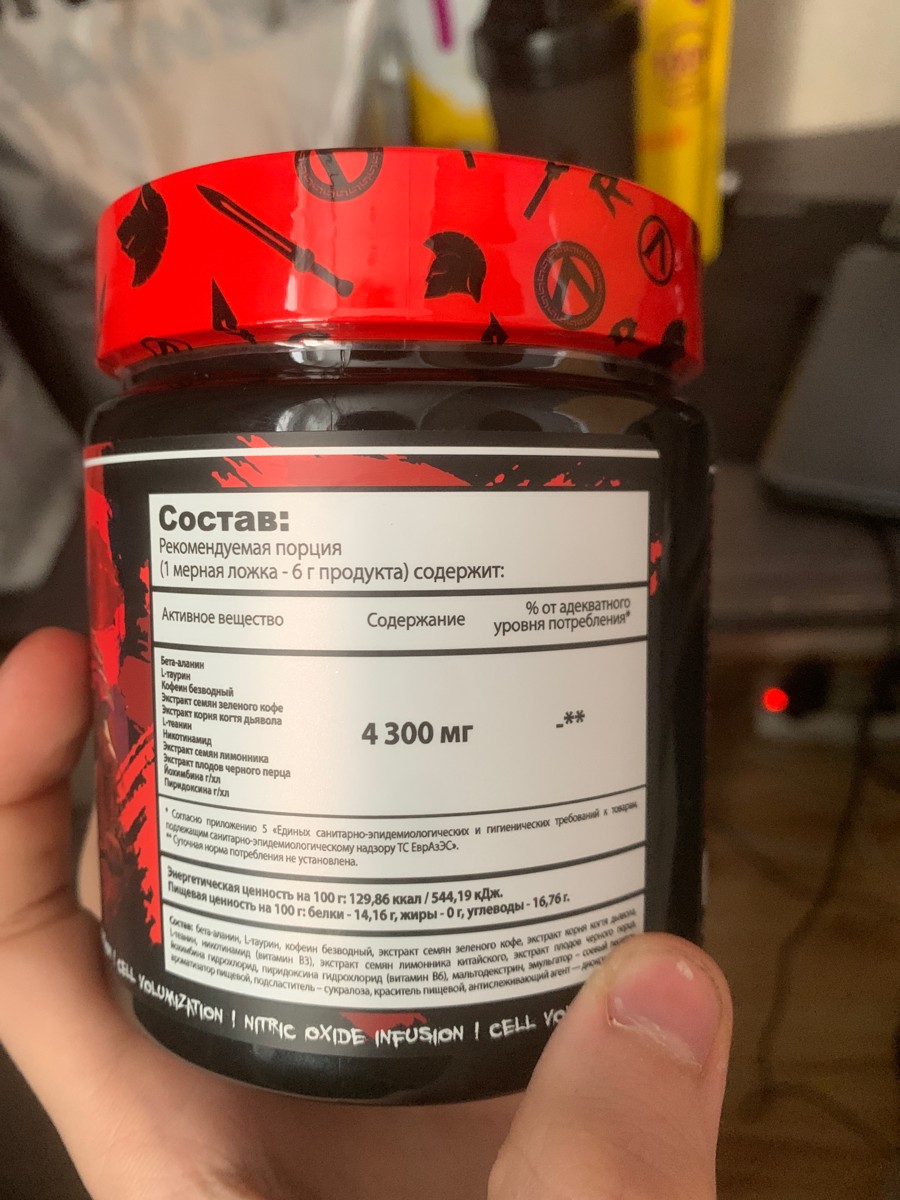 Состав:
Рекомендуемая порция
(1 мерная ложка - 6 г продукта) содержит:
Активное вещество Содержание % от адекватного уровня потребления*
Бета-аланин
L-таурин
Кофеин безводный
Экстракт семян зеленого кофе
Экстракт корня когтя дьявола
L-теанин
Никотинамид
Экстракт семян лимонника
Экстракт плодов черного перца
Йохимбина г/хл
Пиридоксина г/хл
4 300 мг -**
* Согласно приложению 5 «Единых санитарно-эпидемиологических и гигиенических требований к товарам,
подлежащим санитарно-эпидемиологическому надзору ТС ЕврАзЭС».
** Суточная норма потребления не установлена.
Энергетическая ценность на 100 г: 129,86 ккал / 544,19 кДж.
Пищевая ценность на 100 г: белки - 14,16 г, жиры - 0 г, углеводы - 16,76 г.
Состав: бета-аланин, L-таурин, кофеин безводный, экстракт семян зеленого кофе, экстракт корня когтя дьявола,
L-теанин, никотинамид (витамин B3), экстракт семян лимонника китайского, экстракт плодов черного перца,
йохимбина гидрохлорид, пиридоксина гидрохлорид (витамин B6), мальтодекстрин, эмульгатор – соевый
ароматизатор пищевой, подсластитель – сукралоза, краситель пищевой, антислеживающий агент —
CELL VOLUMIZATION ! NITRIC OXIDE INFUSION ! CELL